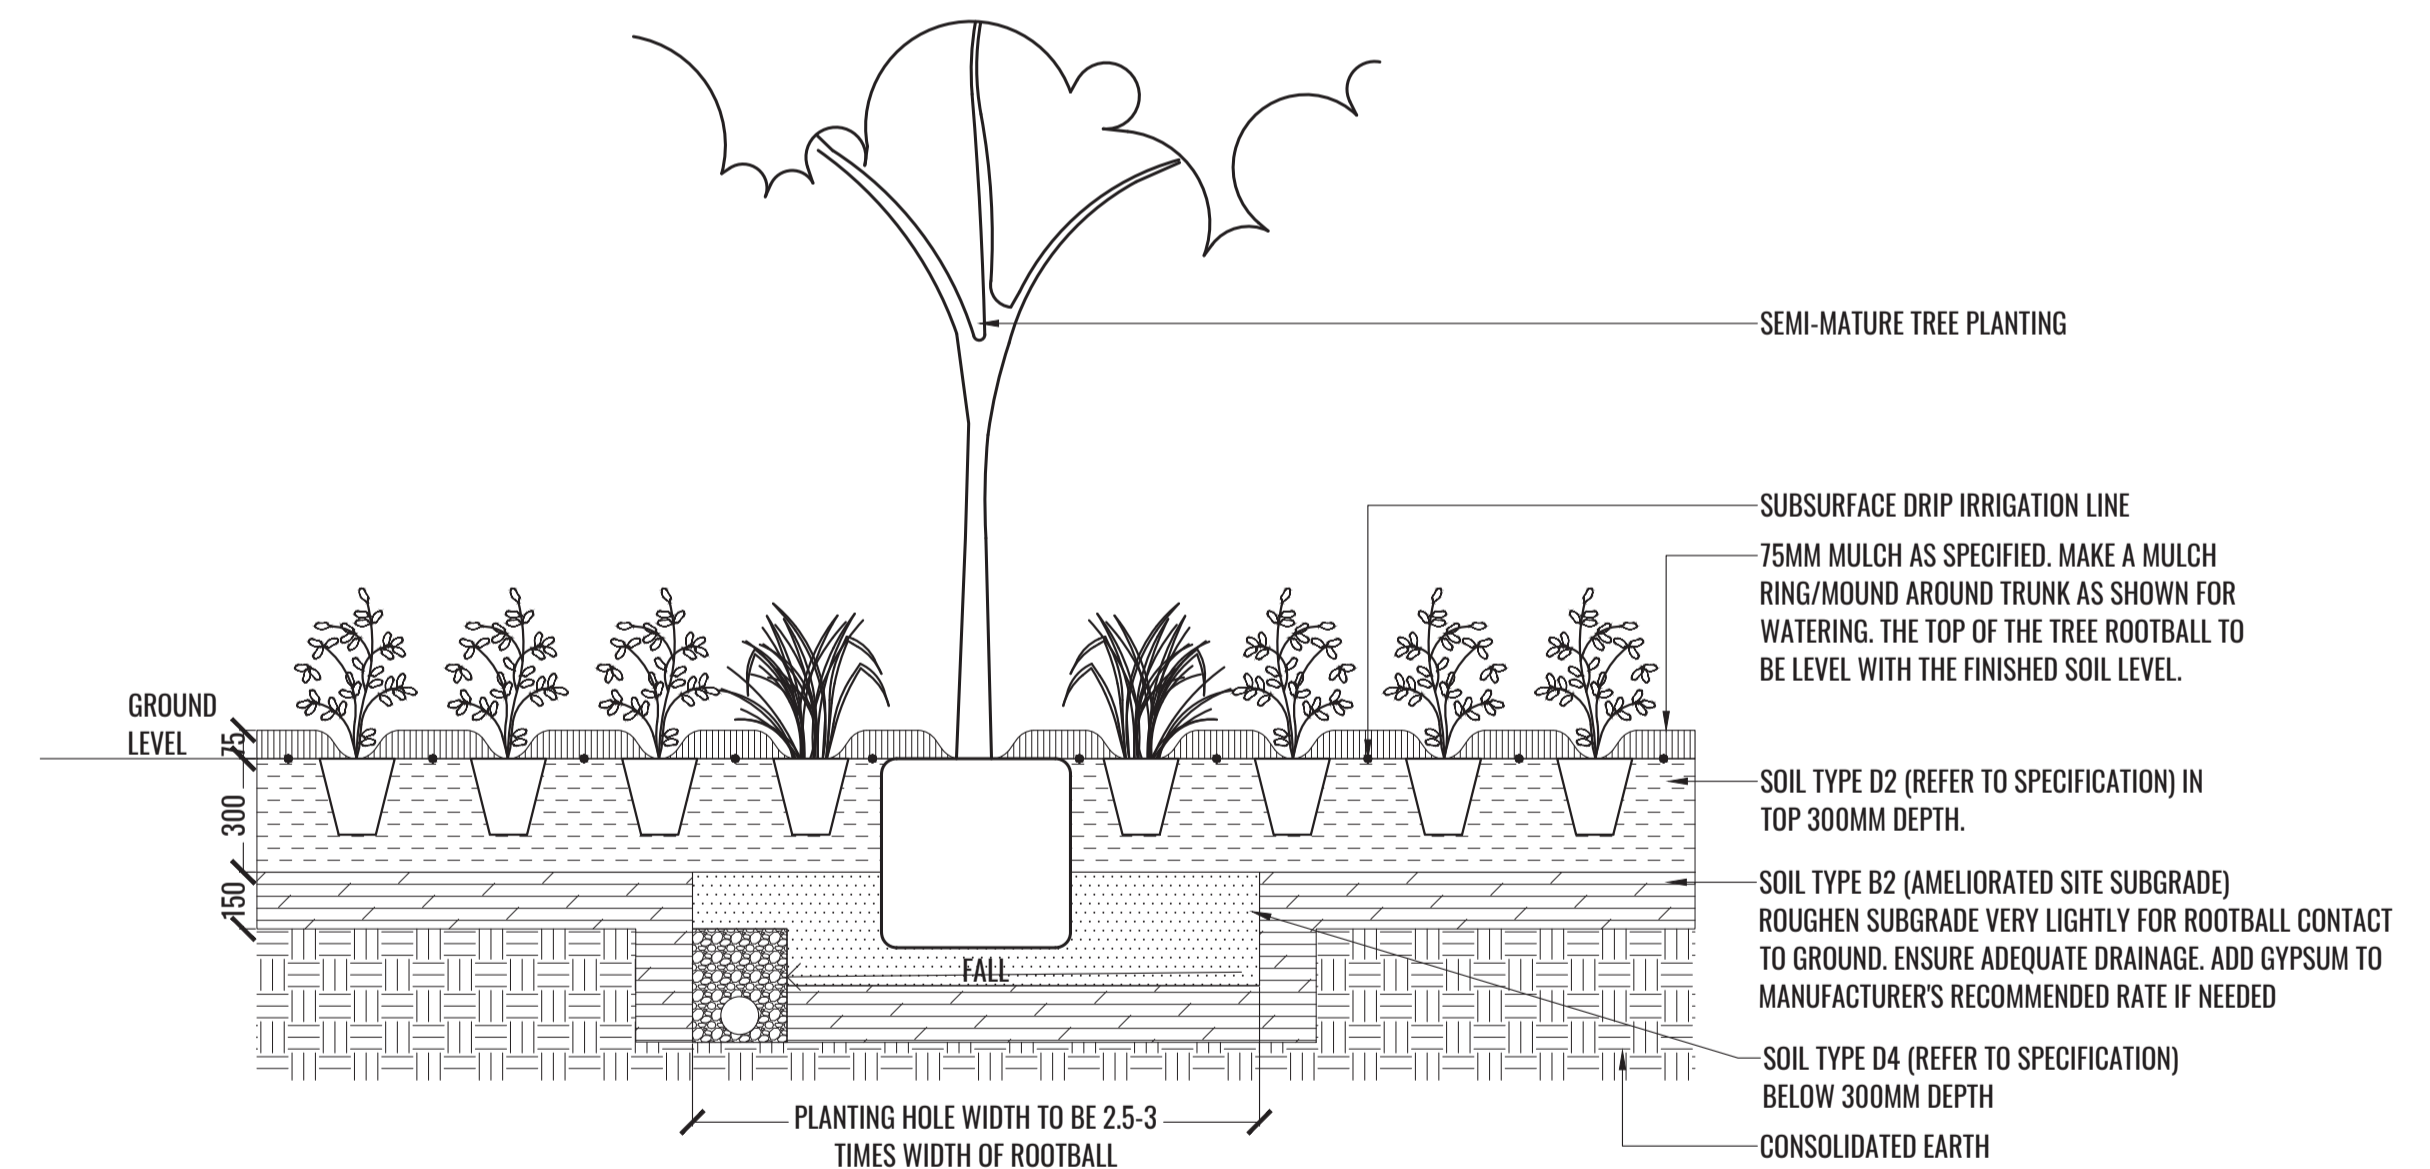 SEMI-MATURE TREE PLANTING
SUBSURFACE DRIP IRRIGATION LINE
75MM MULCH AS SPECIFIED. MAKE A MULCH
RING/MOUND AROUND TRUNK AS SHOWN FOR
WATERING. THE TOP OF THE TREE ROOTBALL TO
BE LEVEL WITH THE FINISHED SOIL LEVEL.
GROUND
LEVEL
75
300
150
SOIL TYPE D2 (REFER TO SPECIFICATION) IN
TOP 300MM DEPTH.
SOIL TYPE B2 (AMELIORATED SITE SUBGRADE)
ROUGHEN SUBGRADE VERY LIGHTLY FOR ROOTBALL CONTACT
TO GROUND. ENSURE ADEQUATE DRAINAGE. ADD GYPSUM TO
MANUFACTURER'S RECOMMENDED RATE IF NEEDED
FALL
SOIL TYPE D4 (REFER TO SPECIFICATION)
BELOW 300MM DEPTH
CONSOLIDATED EARTH
PLANTING HOLE WIDTH TO BE 2.5-3
TIMES WIDTH OF ROOTBALL